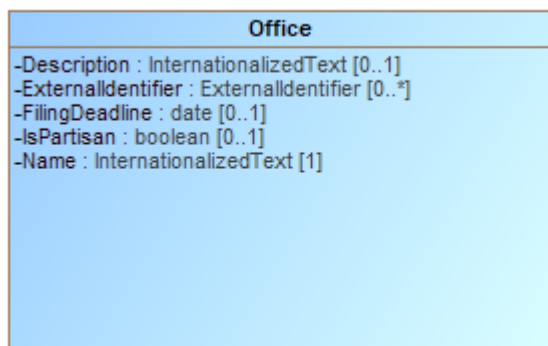 Office
-Description : InternationalizedText [0..1]
-ExternalIdentifier : ExternalIdentifier [0..*]
-FilingDeadline : date [0..1]
-IsPartisan : boolean [0..1]
-Name : InternationalizedText [1]